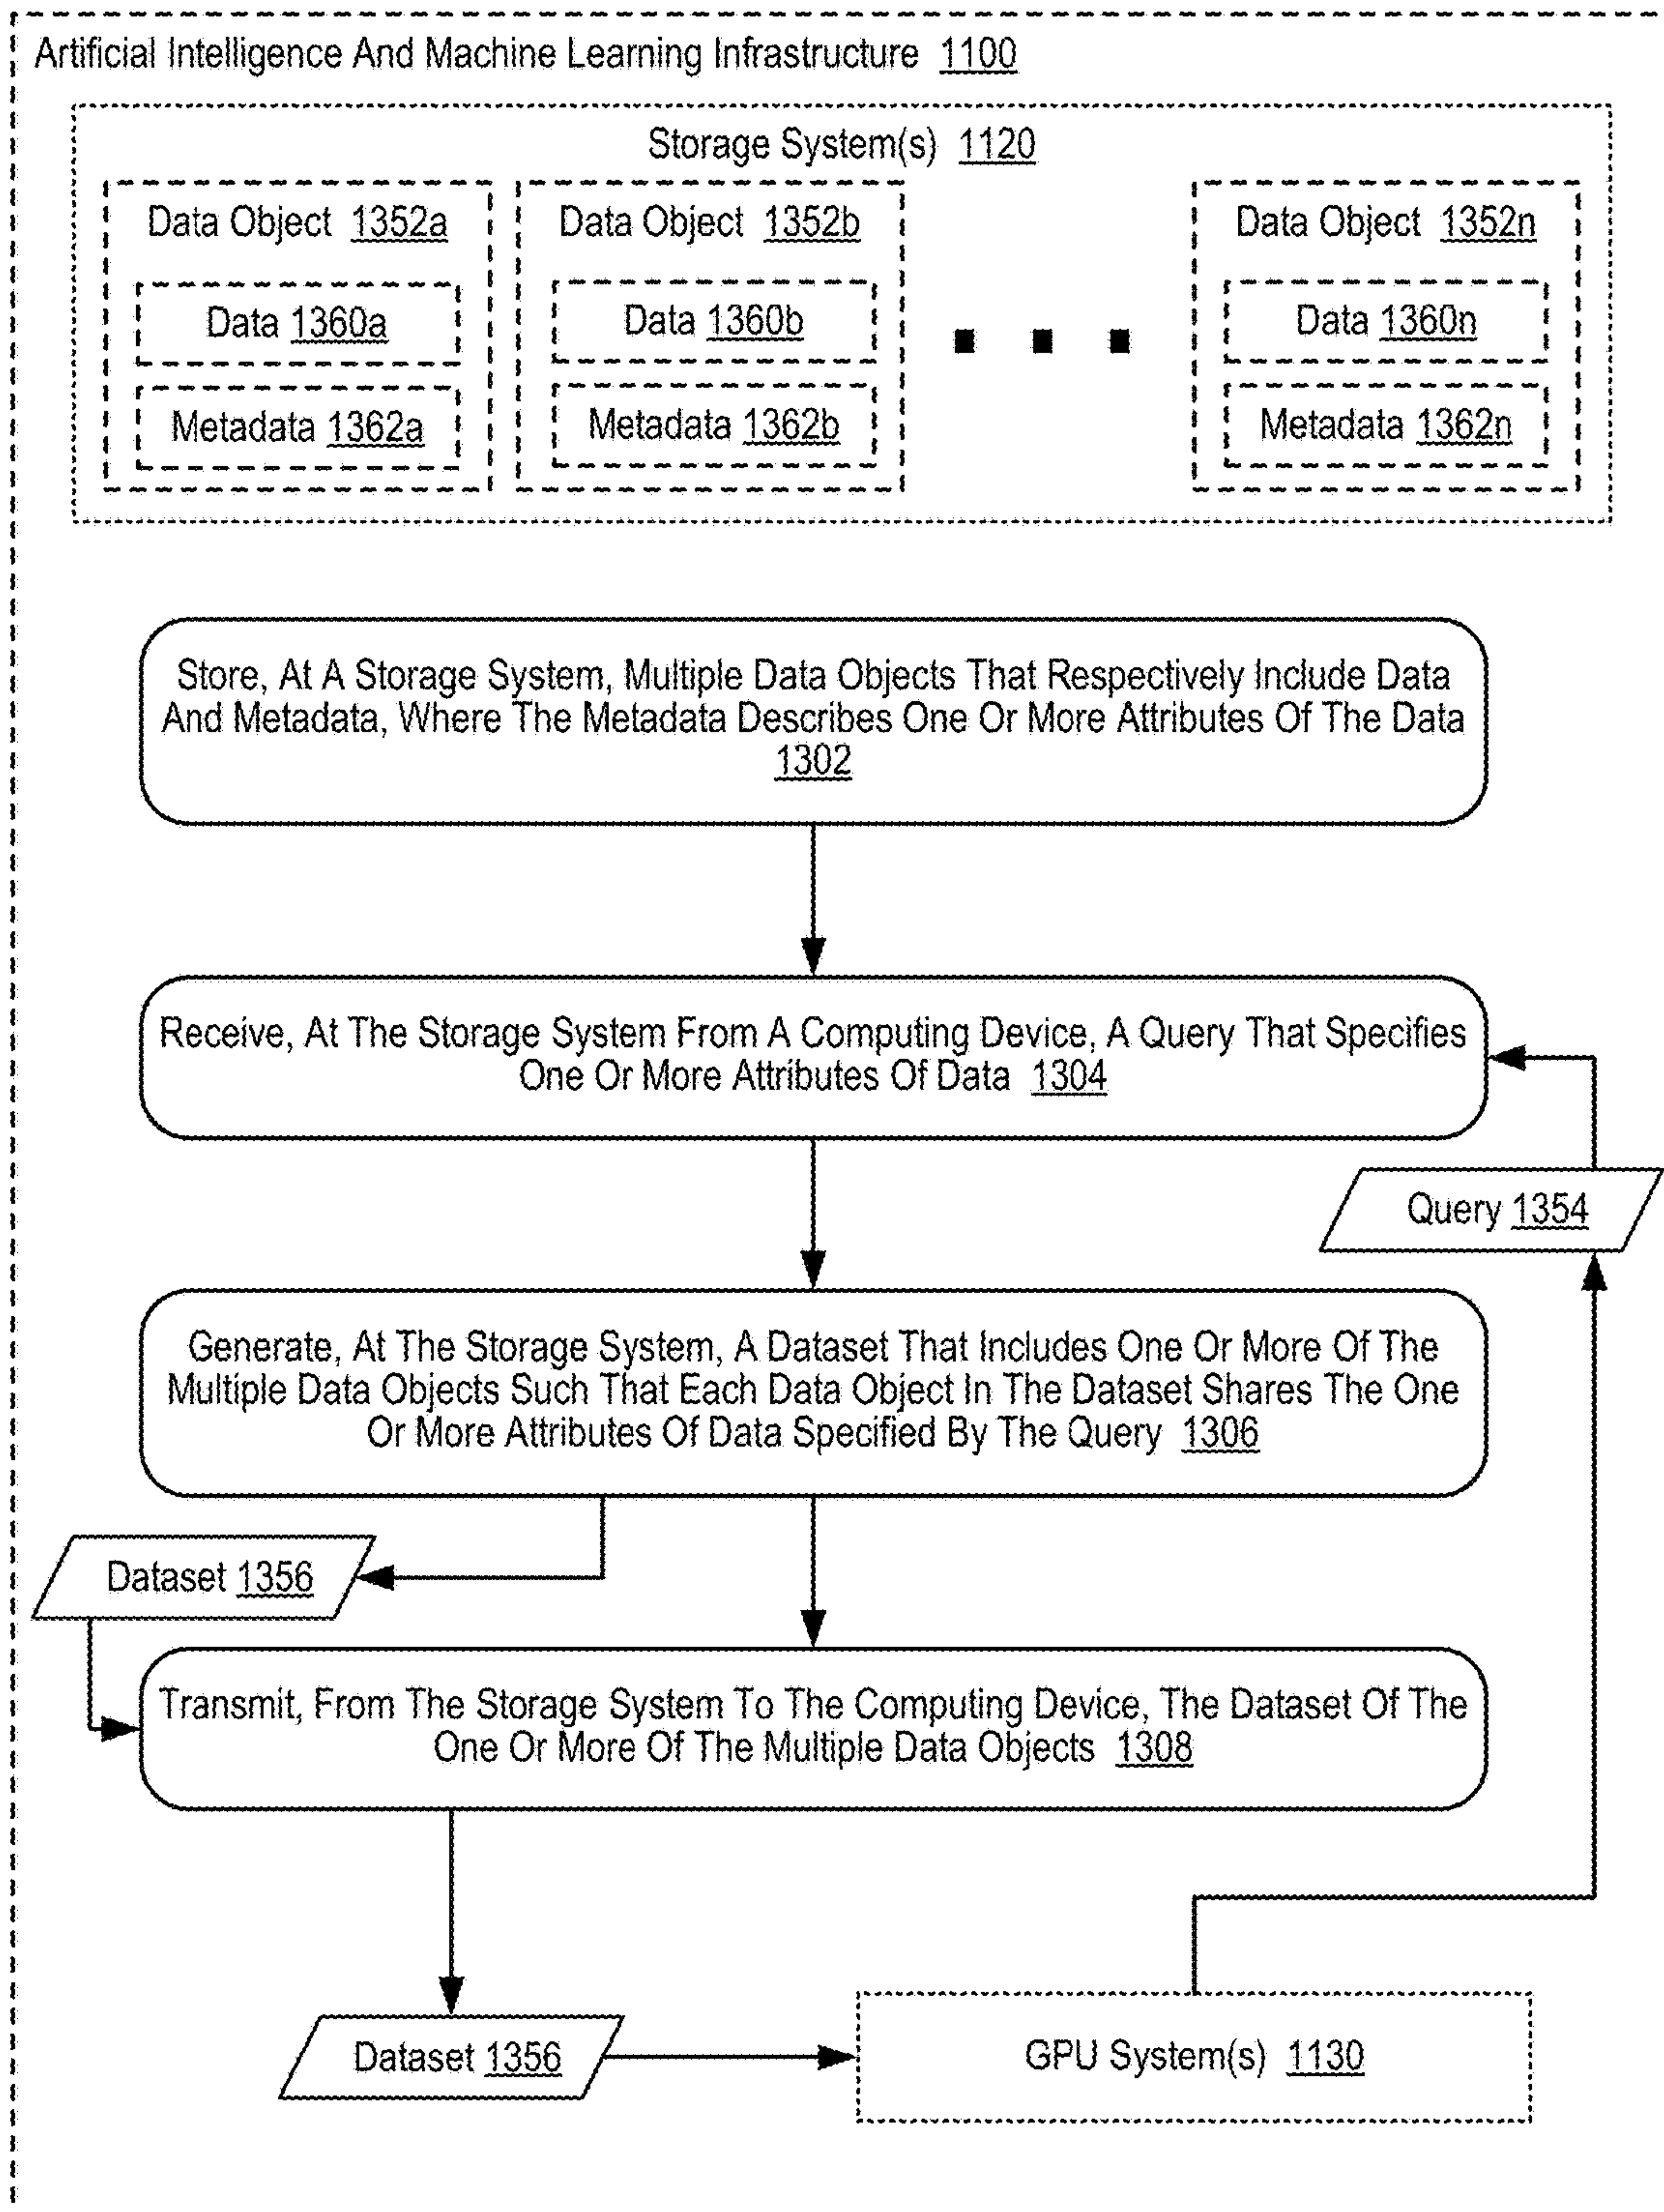 Artificial Intelligence And Machine Learning Infrastructure 1100
Storage System(s) 1120
Data Object 1352a
Data 1360a
Metadata 1362a
Data Object 1352b
Data 1360b
Metadata 1362b
Data Object 1352n
Data 1360n
Metadata 1362n
Store, At A Storage System, Multiple Data Objects That Respectively Include Data
And Metadata, Where The Metadata Describes One Or More Attributes Of The Data
1302
Receive, At The Storage System From A Computing Device, A Query That Specifies
One Or More Attributes Of Data 1304
Query 1354
Generate, At The Storage System, A Dataset That Includes One Or More Of The
Multiple Data Objects Such That Each Data Object In The Dataset Shares The One
Or More Attributes Of Data Specified By The Query 1306
Dataset 1356
Transmit, From The Storage System To The Computing Device, The Dataset Of The
One Or More Of The Multiple Data Objects 1308
Dataset 1356
GPU System(s) 1130